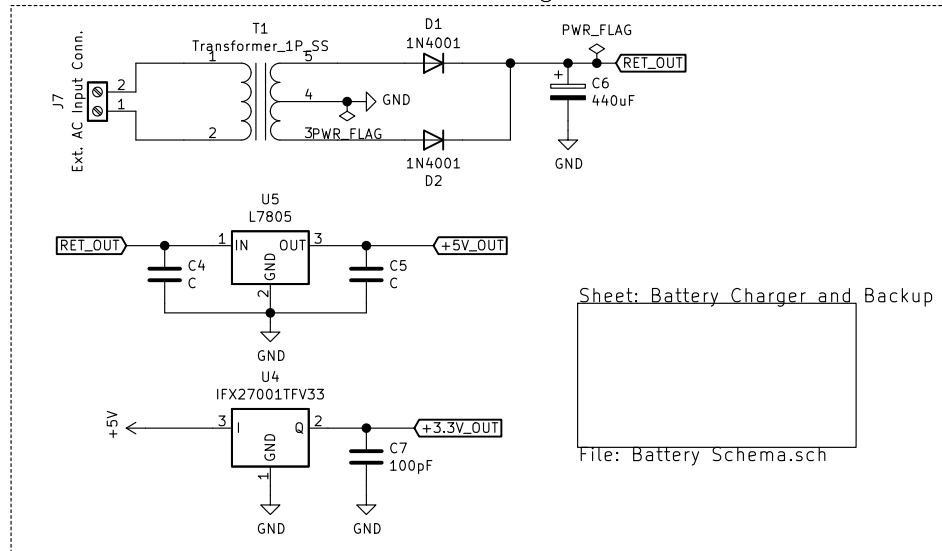 T1
Transformer_1P_SS
D1
1N4001
PWR_FLAG
RET_OUT
J7
Ext. AC Input Conn.
2
1
1
2
5
4
3
GND
PWR_FLAG
+
C6
440uF
GND
1N4001
D2
U5
L7805
RET_OUT
1
IN
OUT
3
+5V_OUT
GND
2
C4
C
C5
C
GND
U4
IFX27001TFV33
+5V
3
I
Q
2
+3.3V_OUT
GND
1
C7
100pF
GND
GND
Sheet: Battery Charger and Backup
File: Battery Schema.sch